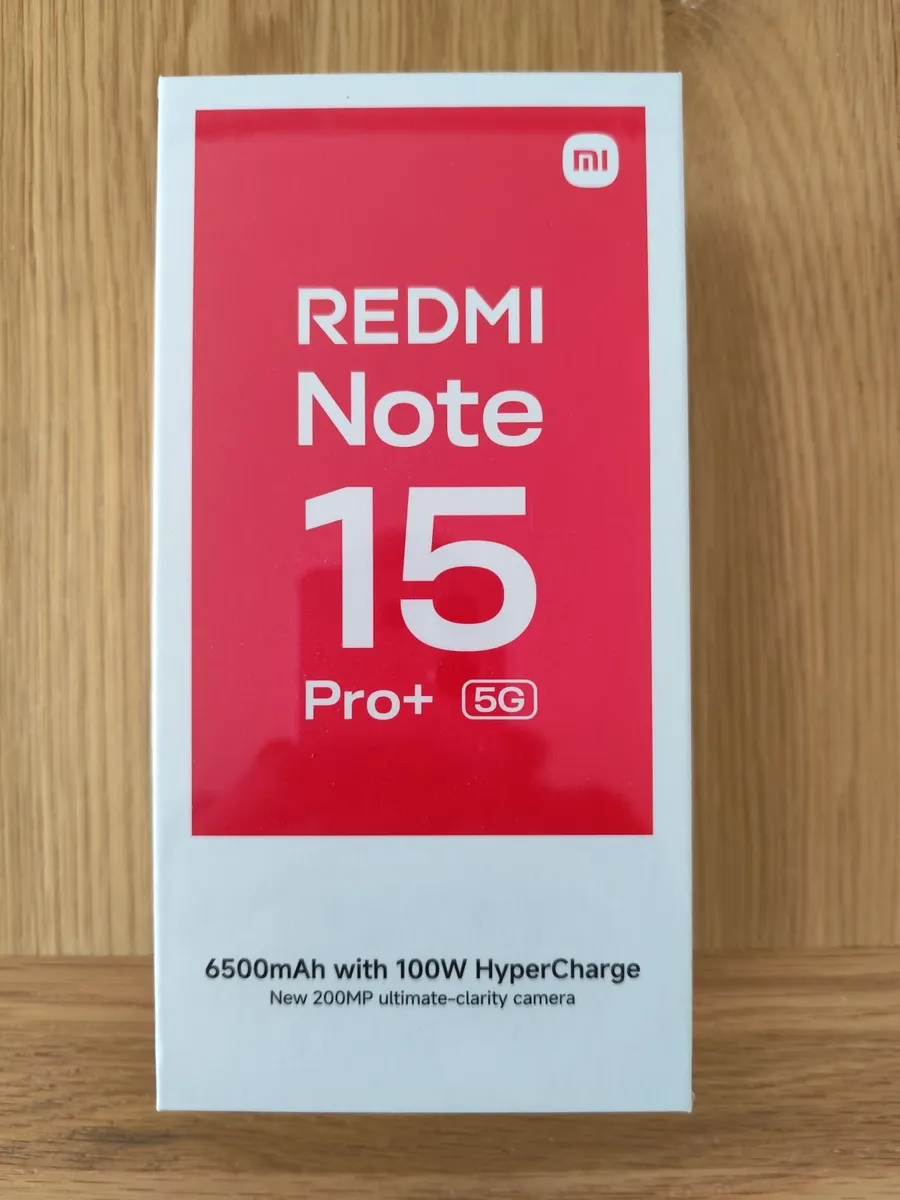 mi
REDMI
Note
15
Pro+ 5G
6500mAh with 100W HyperCharge
New 200MP ultimate-clarity camera